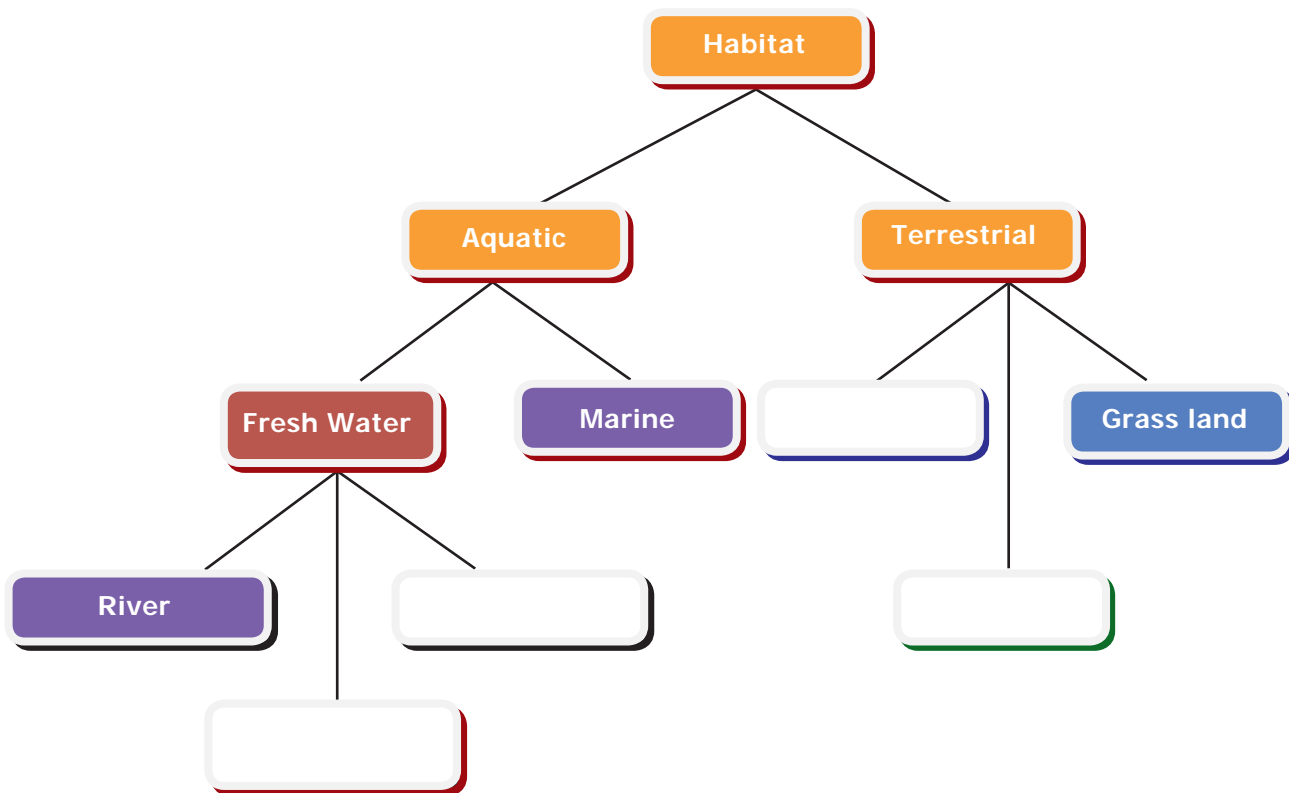 Habitat
Aquatic
Terrestrial
Fresh Water
Marine
Grass land
River